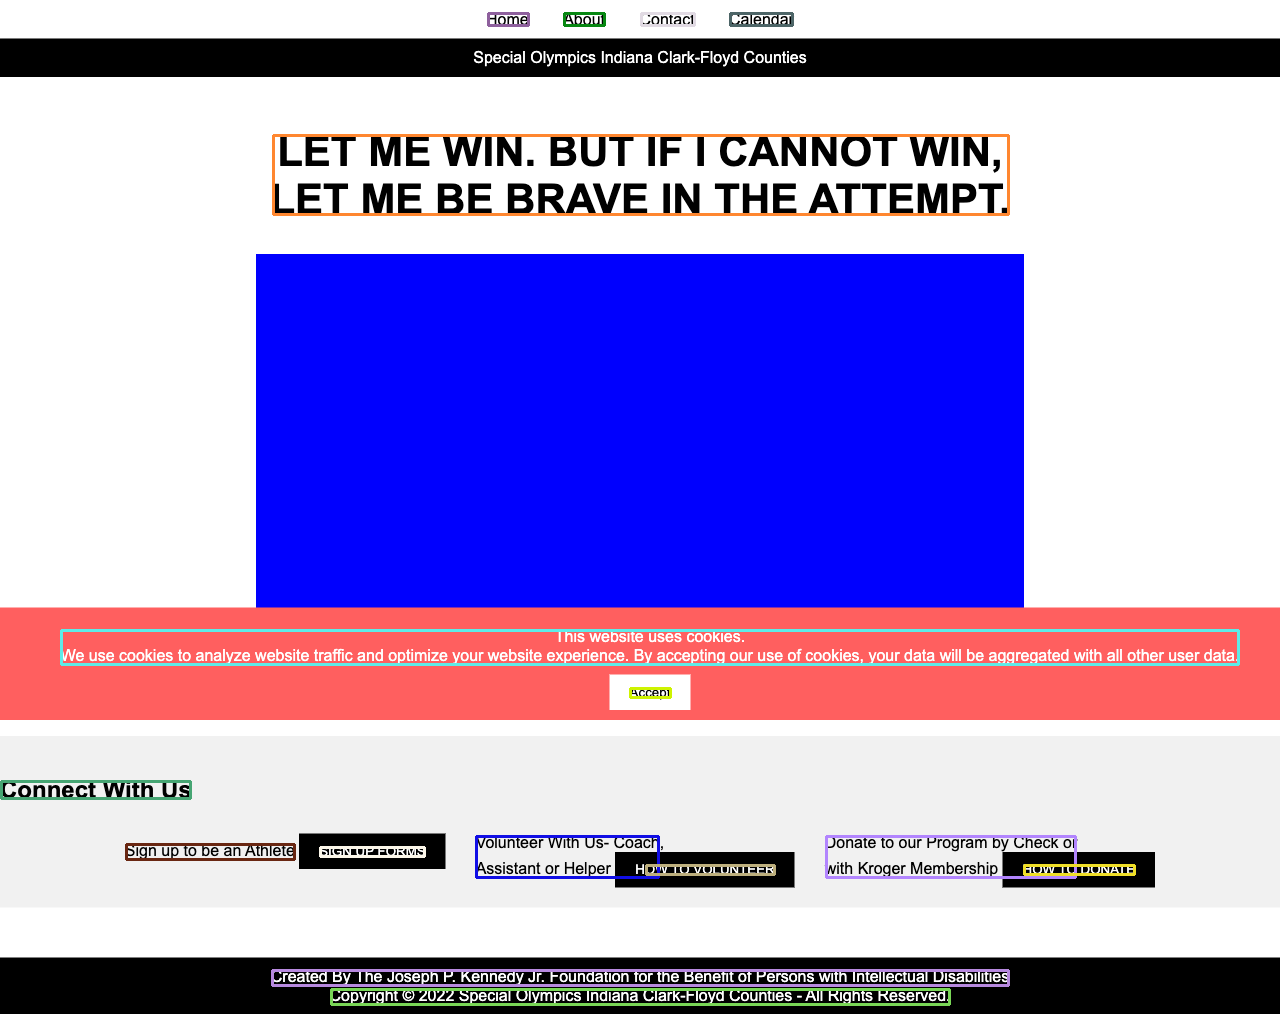 Home About Contact Calendar
Special Olympics Indiana Clark-Floyd Counties
LET ME WIN. BUT IF I CANNOT WIN,
LET ME BE BRAVE IN THE ATTEMPT.
This website uses cookies.
We use cookies to analyze website traffic and optimize your website experience. By accepting our use of cookies, your data will be aggregated with all other user data.
Accept
Connect With Us
Sign up to be an Athlete SIGN UP FORMS
Volunteer With Us- Coach,
Assistant or Helper HOW TO VOLUNTEER
Donate to our Program by Check or
with Kroger Membership HOW TO DONATE
Created By The Joseph P. Kennedy Jr. Foundation for the Benefit of Persons with Intellectual Disabilities
Copyright © 2022 Special Olympics Indiana Clark-Floyd Counties - All Rights Reserved.